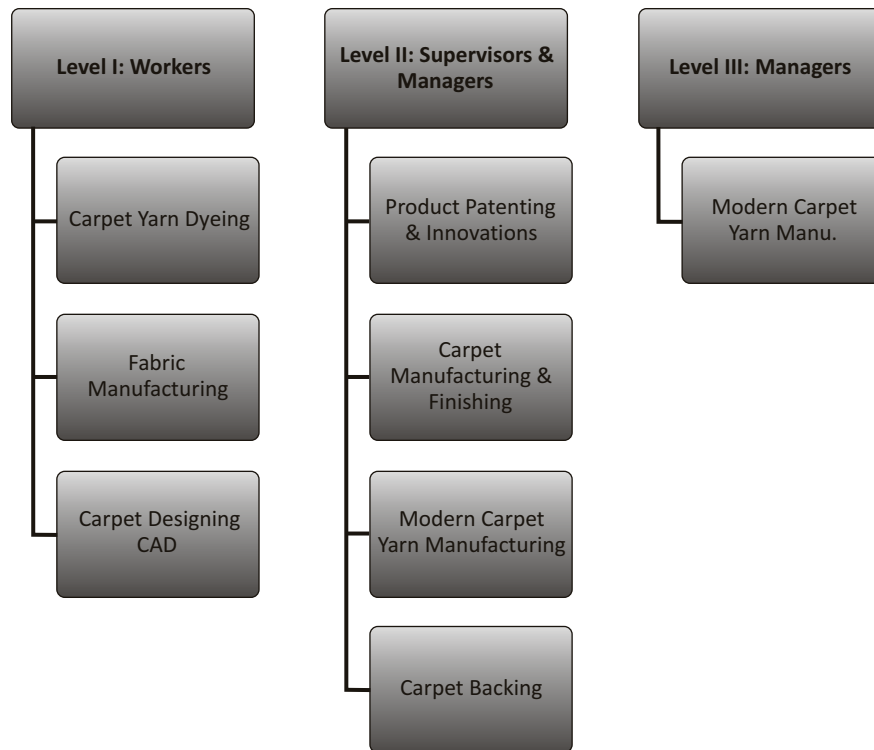 Level I: Workers
Carpet Yarn Dyeing
Fabric
Manufacturing
Carpet Designing
CAD
Level II: Supervisors &
Managers
Product Patenting
& Innovations
Carpet
Manufacturing &
Finishing
Modern Carpet
Yarn Manufacturing
Carpet Backing
Level III: Managers
Modern Carpet
Yarn Manu.